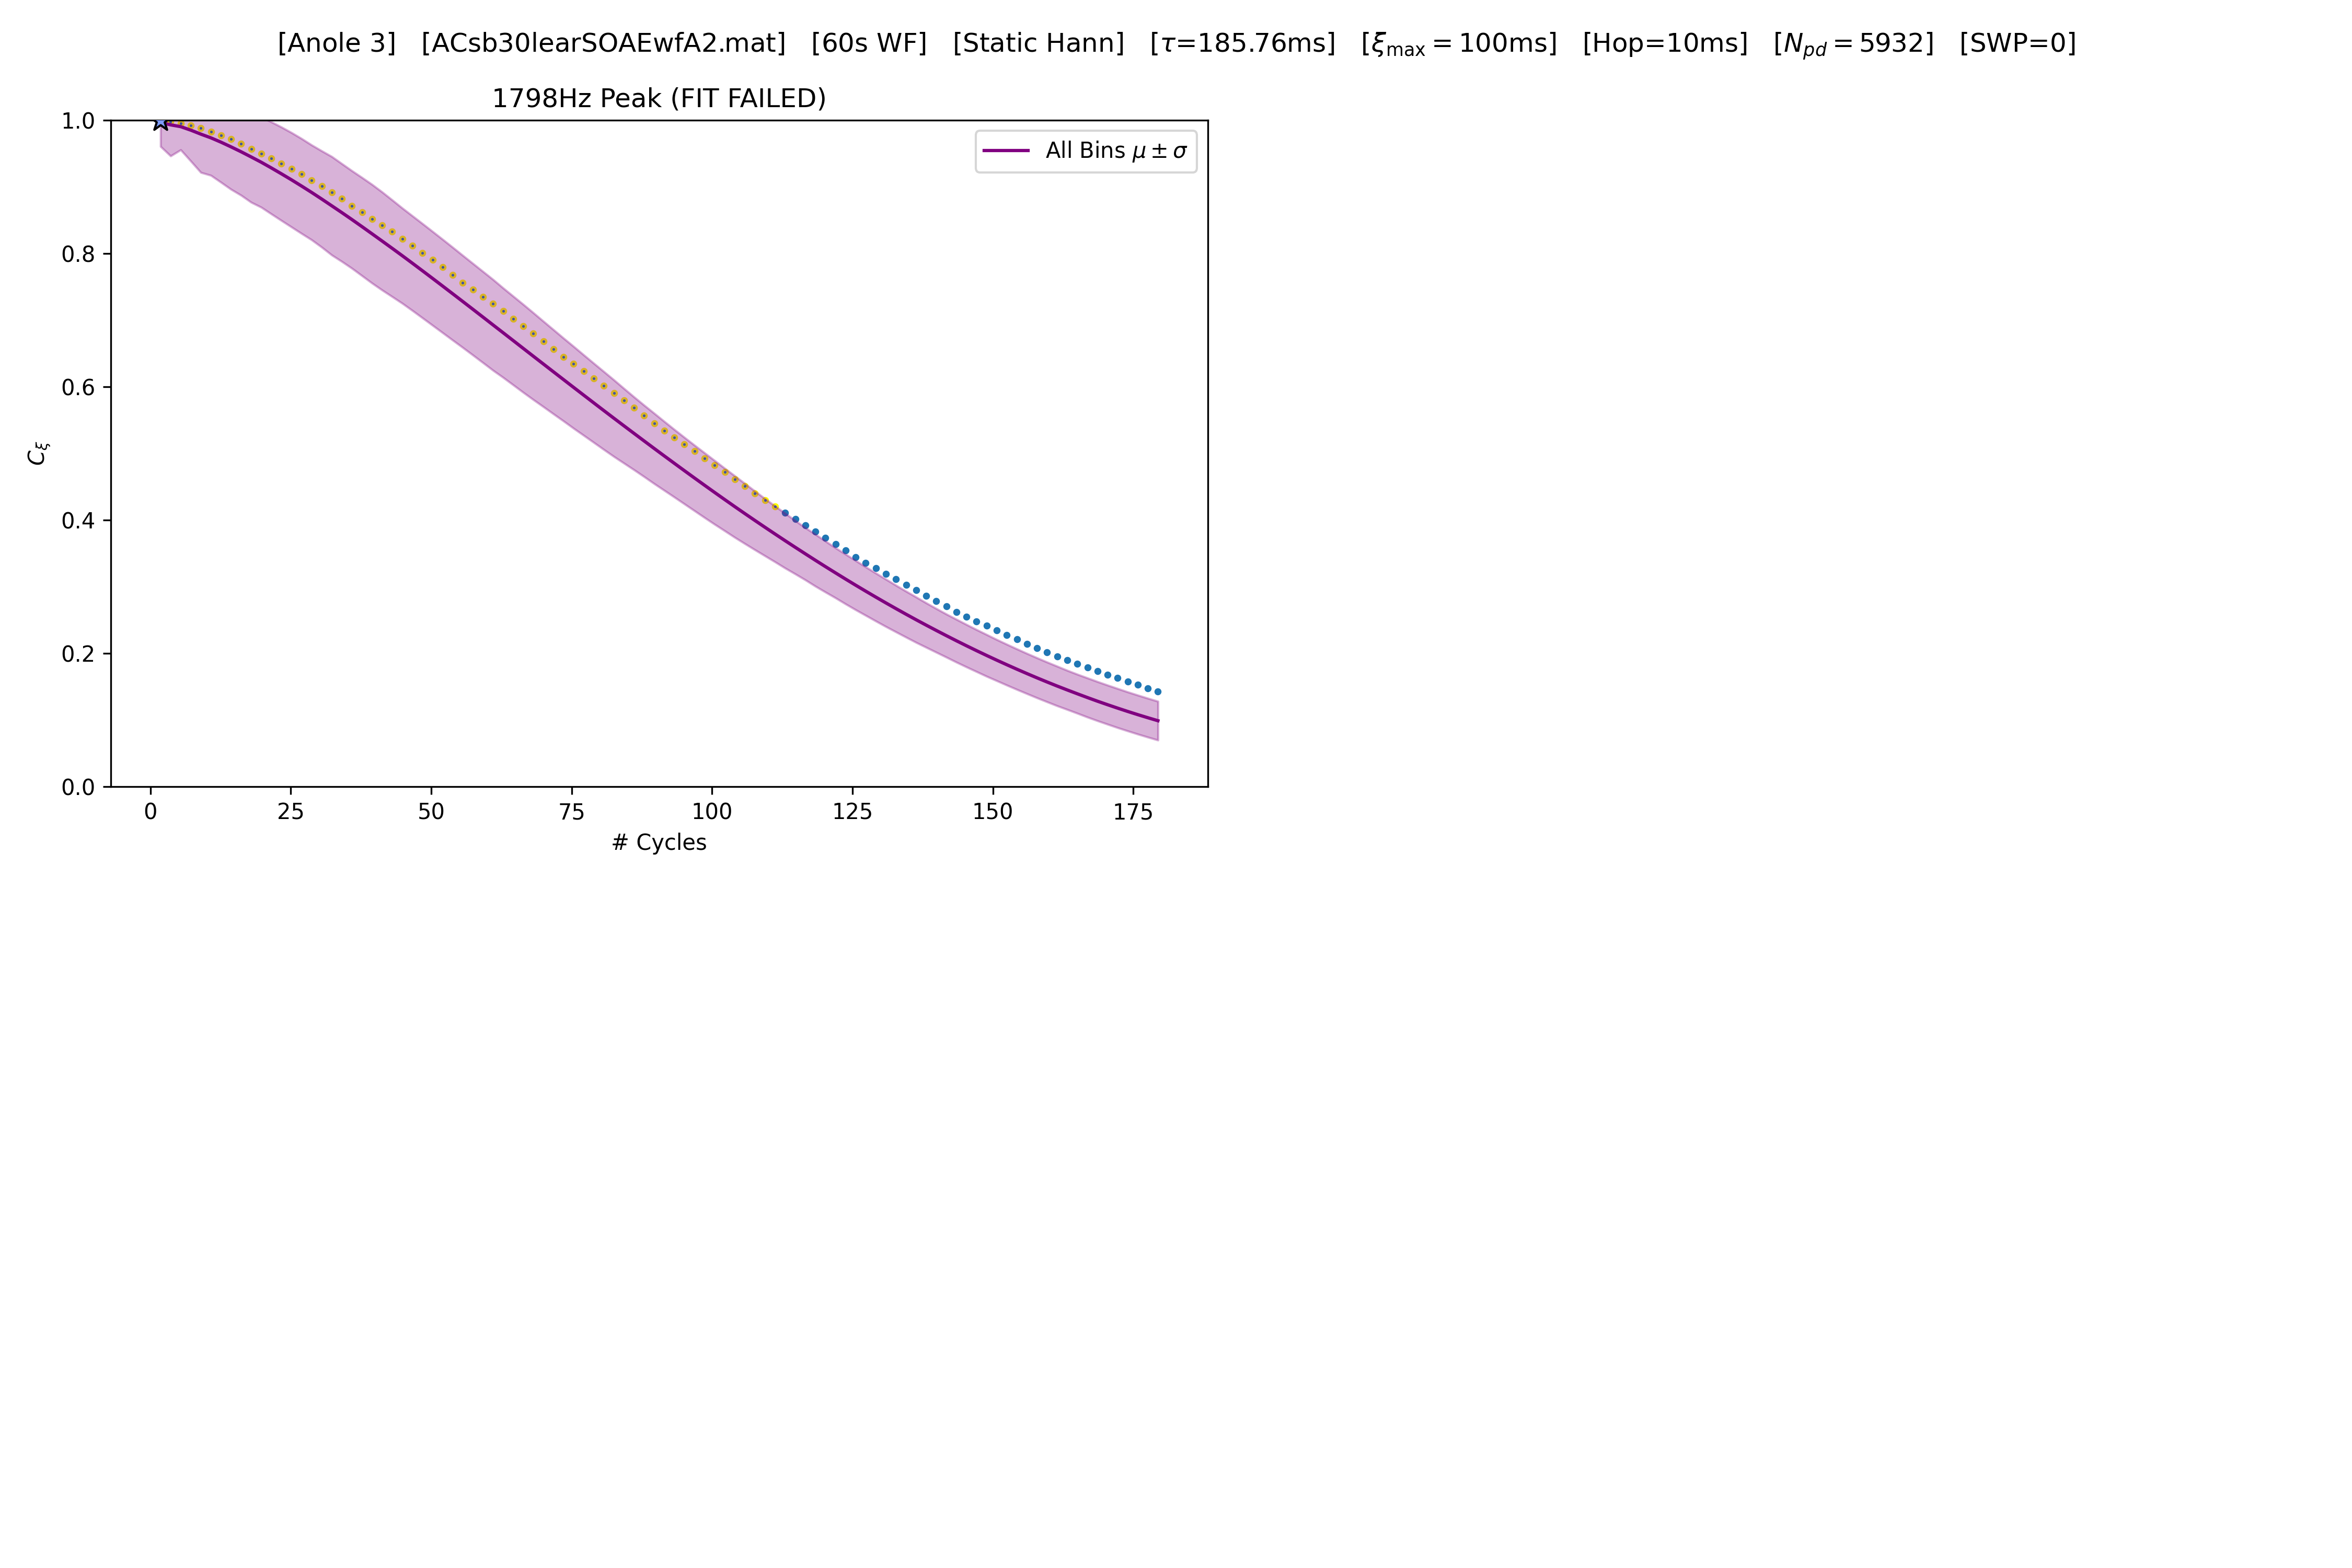 [Anole 3] [ACsb30learSOAEwfA2.mat] [60s WF] [Static Hann] [τ=185.76ms] [ξmax = 100ms] [Hop=10ms] [Npd = 5932] [SWP=0]
1798Hz Peak (FIT FAILED)
All Bins μ ± σ
1.0
0.8
0.6
0.4
0.2
0.0
Cξ
0 25 50 75 100 125 150 175
# Cycles